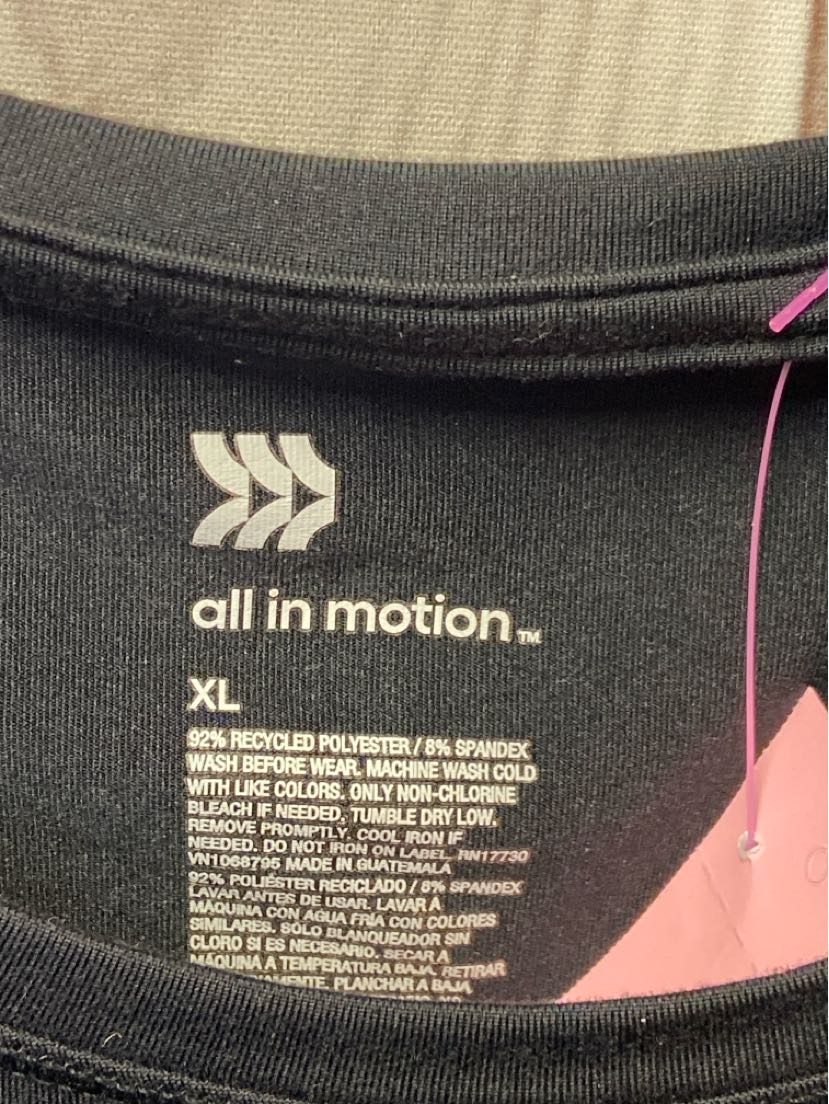 all in motion™
XL
92% RECYCLED POLYESTER / 8% SPANDEX
WASH BEFORE WEAR. MACHINE WASH COLD
WITH LIKE COLORS. ONLY NON-CHLORINE
BLEACH IF NEEDED. TUMBLE DRY LOW.
REMOVE PROMPTLY. COOL IRON IF
NEEDED. DO NOT IRON ON LABEL. RN17730
VN1068795 MADE IN GUATEMALA
92% POLIÉSTER RECICLADO / 8% SPANDEX
LAVAR ANTES DE USAR. LAVAR A
MÁQUINA CON AGUA FRÍA CON COLORES
SIMILARES. SÓLO BLANQUEADOR SIN
CLORO SI ES NECESARIO. SECAR A
MÁQUINA A TEMPERATURA BAJA. RETIRAR
PLANCHAR A BAJA